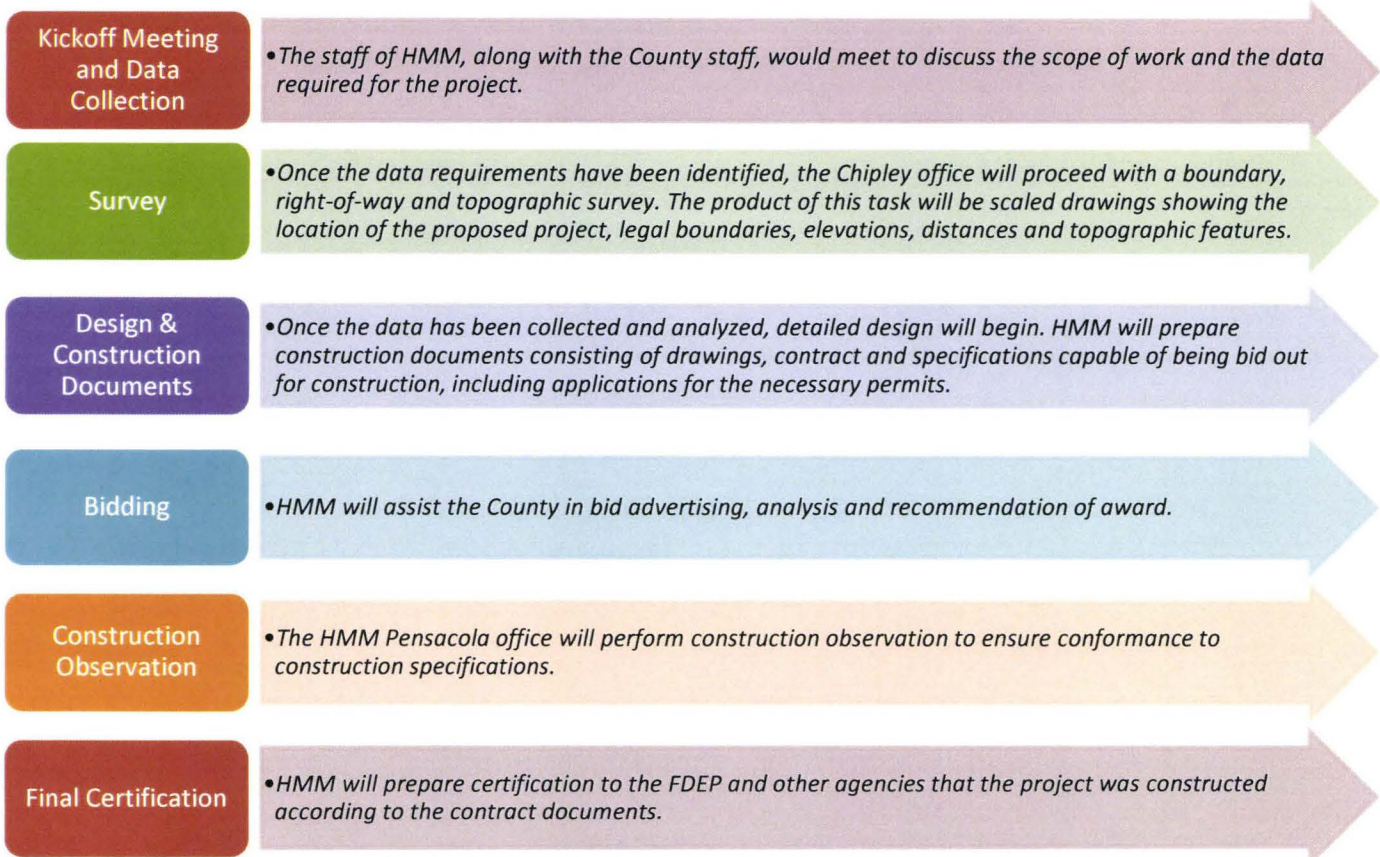 Kickoff Meeting
and Data
Collection
•The staff of HMM, along with the County staff, would meet to discuss the scope of work and the data
required for the project.
Survey
•Once the data requirements have been identified, the Chipley office will proceed with a boundary,
right-of-way and topographic survey. The product of this task will be scaled drawings showing the
location of the proposed project, legal boundaries, elevations, distances and topographic features.
Design &
Construction
Documents
•Once the data has been collected and analyzed, detailed design will begin. HMM will prepare
construction documents consisting of drawings, contract and specifications capable of being bid out
for construction, including applications for the necessary permits.
Bidding
•HMM will assist the County in bid advertising, analysis and recommendation of award.
Construction
Observation
•The HMM Pensacola office will perform construction observation to ensure conformance to
construction specifications.
Final Certification
•HMM will prepare certification to the FDEP and other agencies that the project was constructed
according to the contract documents.